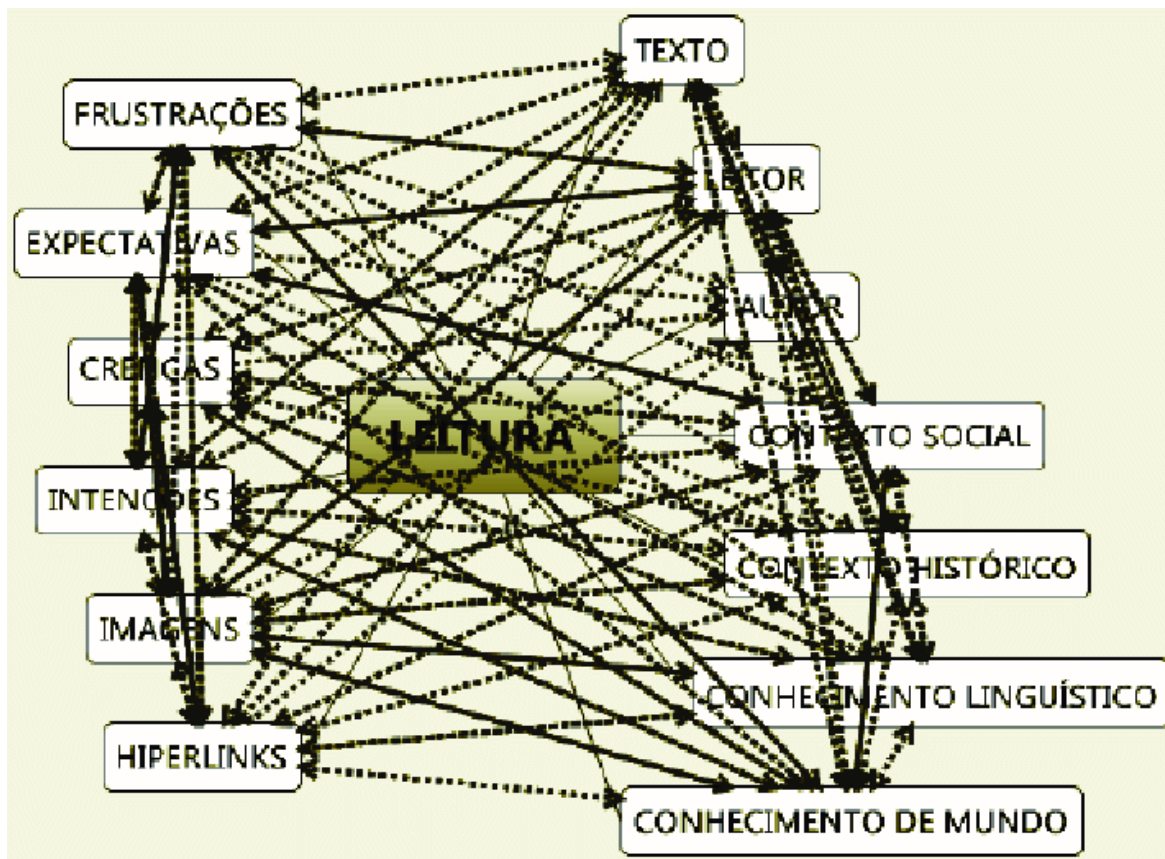 TEXTO
FRUSTRAÇÕES
LEITOR
EXPECTATIVAS
AUTOR
CRENÇAS
LEITURA
CONTEXTO SOCIAL
INTENÇÕES
CONTEXTO HISTÓRICO
IMAGENS
CONHECIMENTO LINGUÍSTICO
HIPERLINKS
CONHECIMENTO DE MUNDO